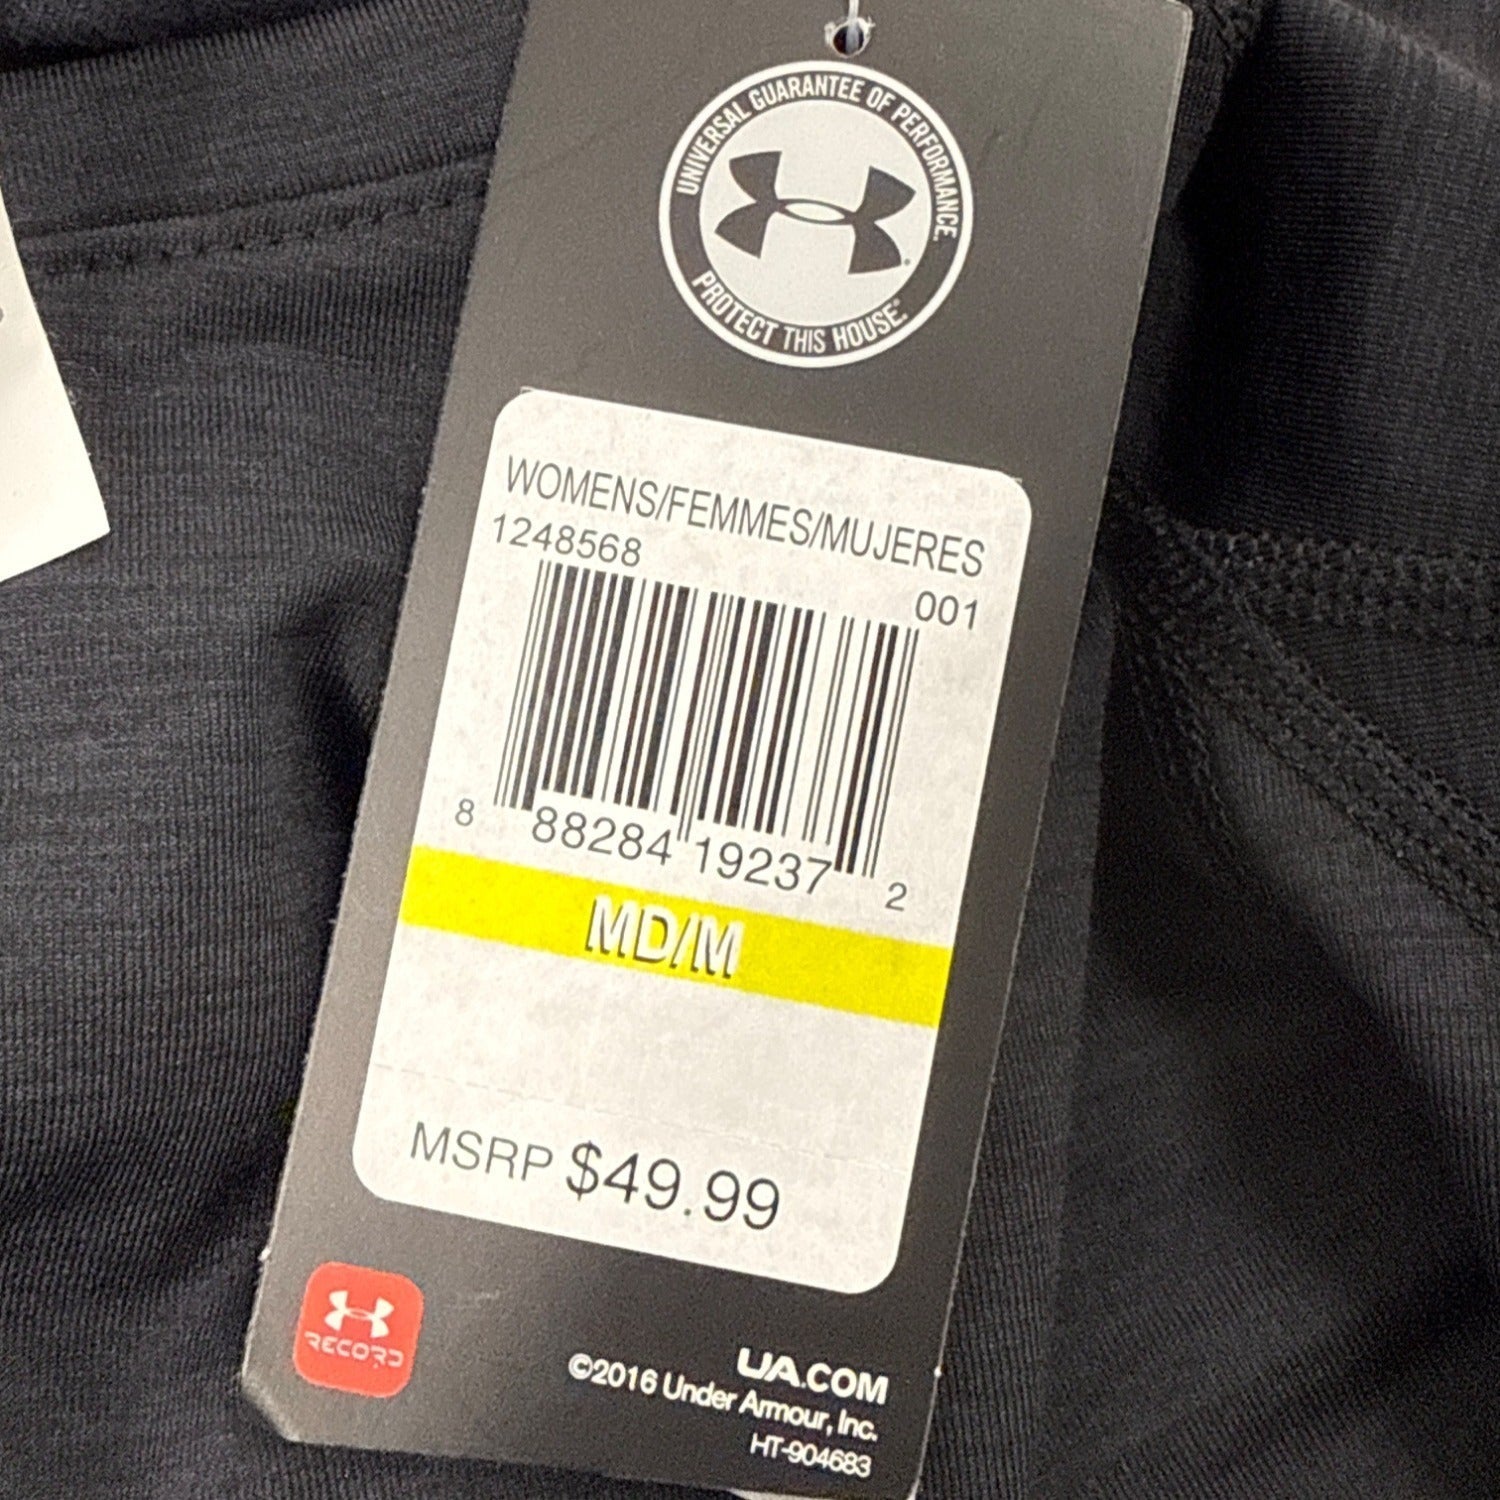 UNIVERSAL GUARANTEE OF PERFORMANCE.
PROTECT THIS HOUSE®
WOMENS/FEMMES/MUJERES
1248568
001
8 88284 19237 2
MD/M
MSRP $49.99
RECORD
UA.COM
©2016 Under Armour, Inc.
HT-904683